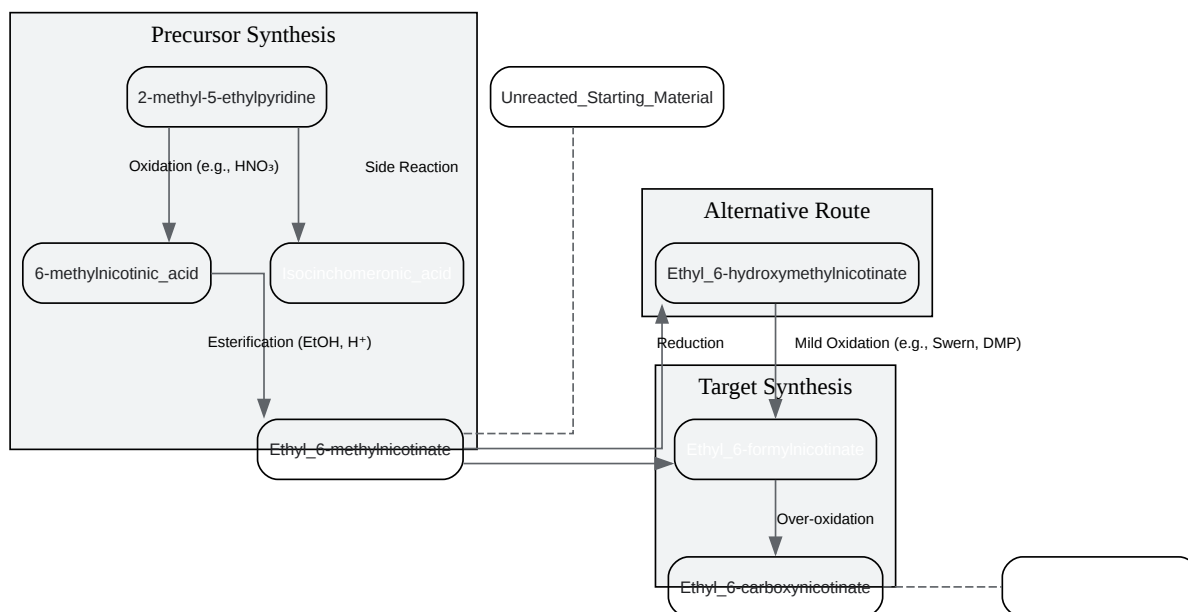 Precursor Synthesis
2-methyl-5-ethylpyridine
Unreacted_Starting_Material
Oxidation (e.g., HNO₃)
Side Reaction
Alternative Route
6-methylnicotinic_acid
Isocinchomeronic_acid
Ethyl_6-hydroxymethylnicotinate
Esterification (EtOH, H⁺)
Reduction
Mild Oxidation (e.g., Swern, DMP)
Target Synthesis
Ethyl_6-methylnicotinate
Ethyl_6-formylnicotinate
Over-oxidation
Ethyl_6-carboxynicotinate